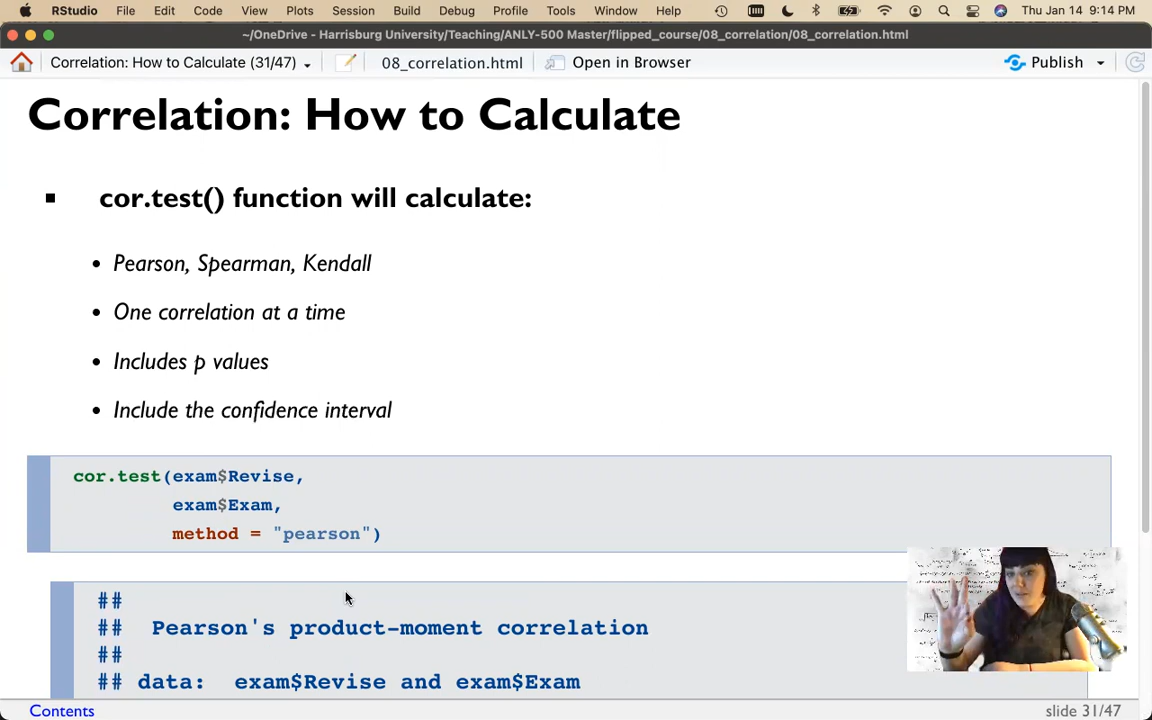 RStudio File Edit Code View Plots Session Build Debug Profile Tools Window Help Thu Jan 14 9:14 PM
~/OneDrive - Harrisburg University/Teaching/ANLY-500 Master/flipped_course/08_correlation/08_correlation.html
Correlation: How to Calculate (31/47) 08_correlation.html Open in Browser Publish
Correlation: How to Calculate
cor.test() function will calculate:
Pearson, Spearman, Kendall
One correlation at a time
Includes p values
Include the confidence interval
cor.test(exam$Revise,
exam$Exam,
method = "pearson")
##
## Pearson's product-moment correlation
##
## data: exam$Revise and exam$Exam
Contents slide 31/47